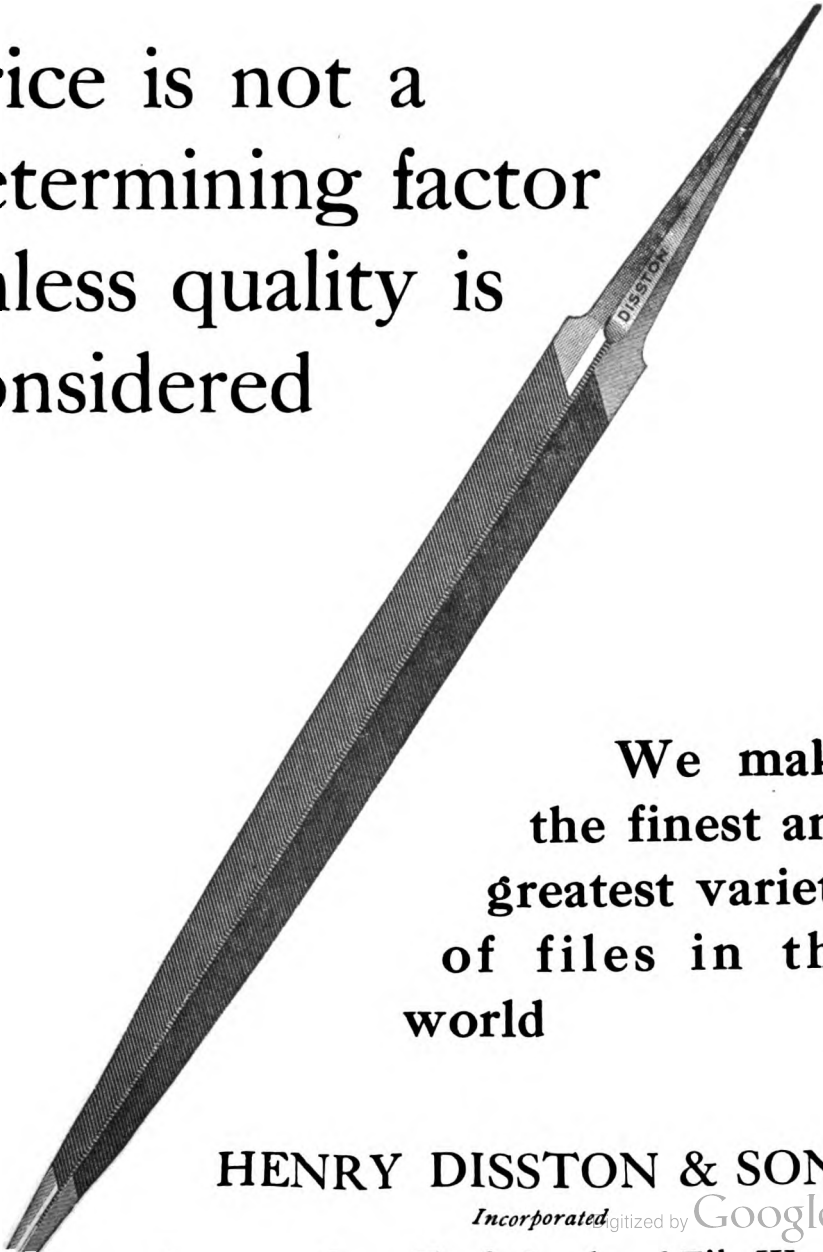 rice is not a
etermining factor
nless quality is
onsidered
DISSTON
We mak
the finest an
greatest variet
of files in th
world
HENRY DISSTON & SON
Incorporated
Digitized by Google